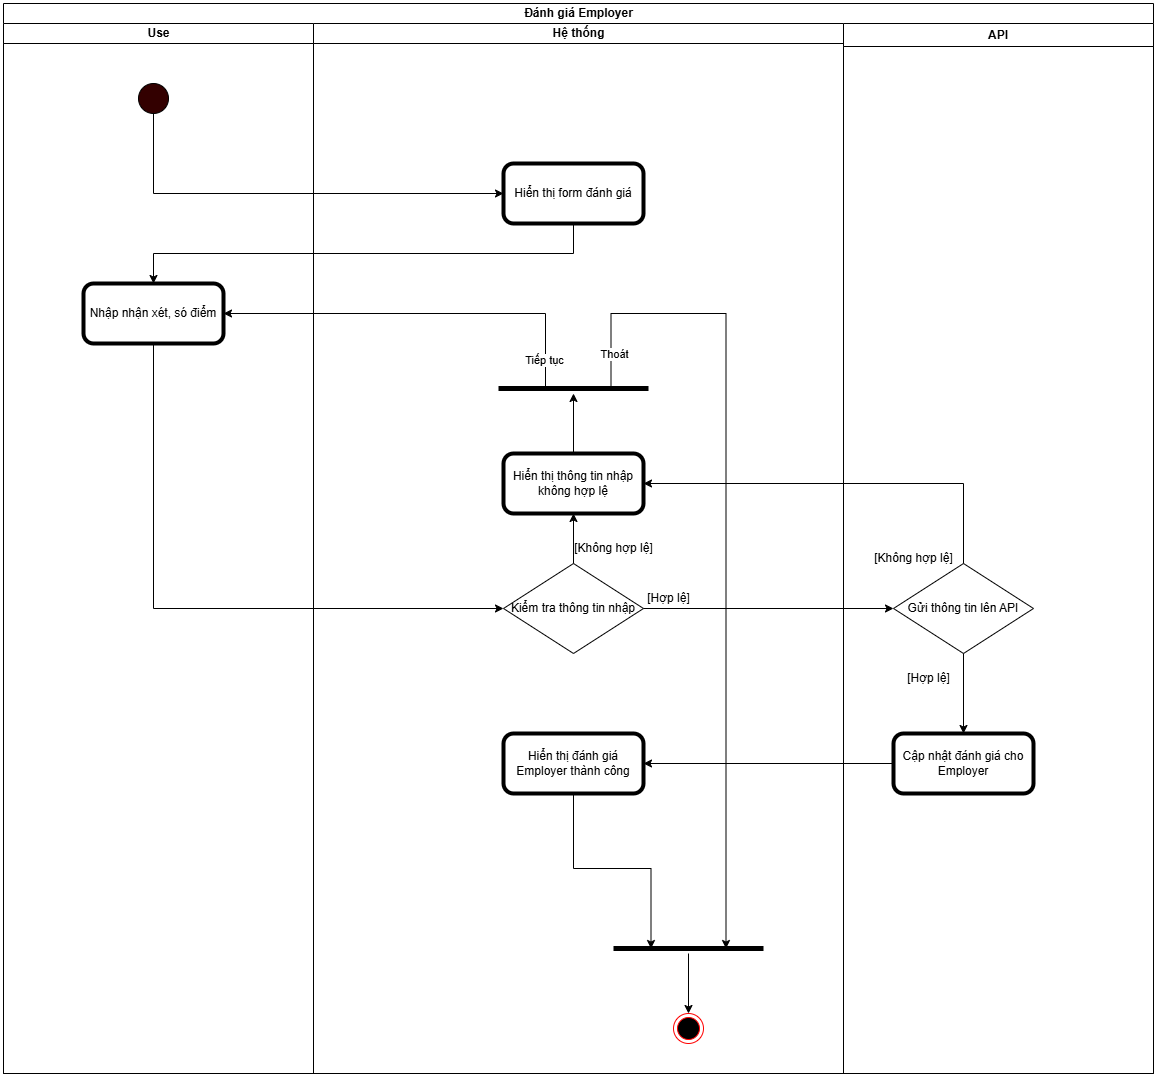 Đánh giá Employer
Use
Hệ thống
API
Hiển thị form đánh giá
Nhập nhận xét, só điểm
Tiếp tục
Thoát
Hiển thị thông tin nhập
không hợp lệ
[Không hợp lệ]
[Không hợp lệ]
Kiểm tra thông tin nhập
[Hợp lệ]
Gửi thông tin lên API
[Hợp lệ]
Hiển thị đánh giá
Employer thành công
Cập nhật đánh giá cho
Employer